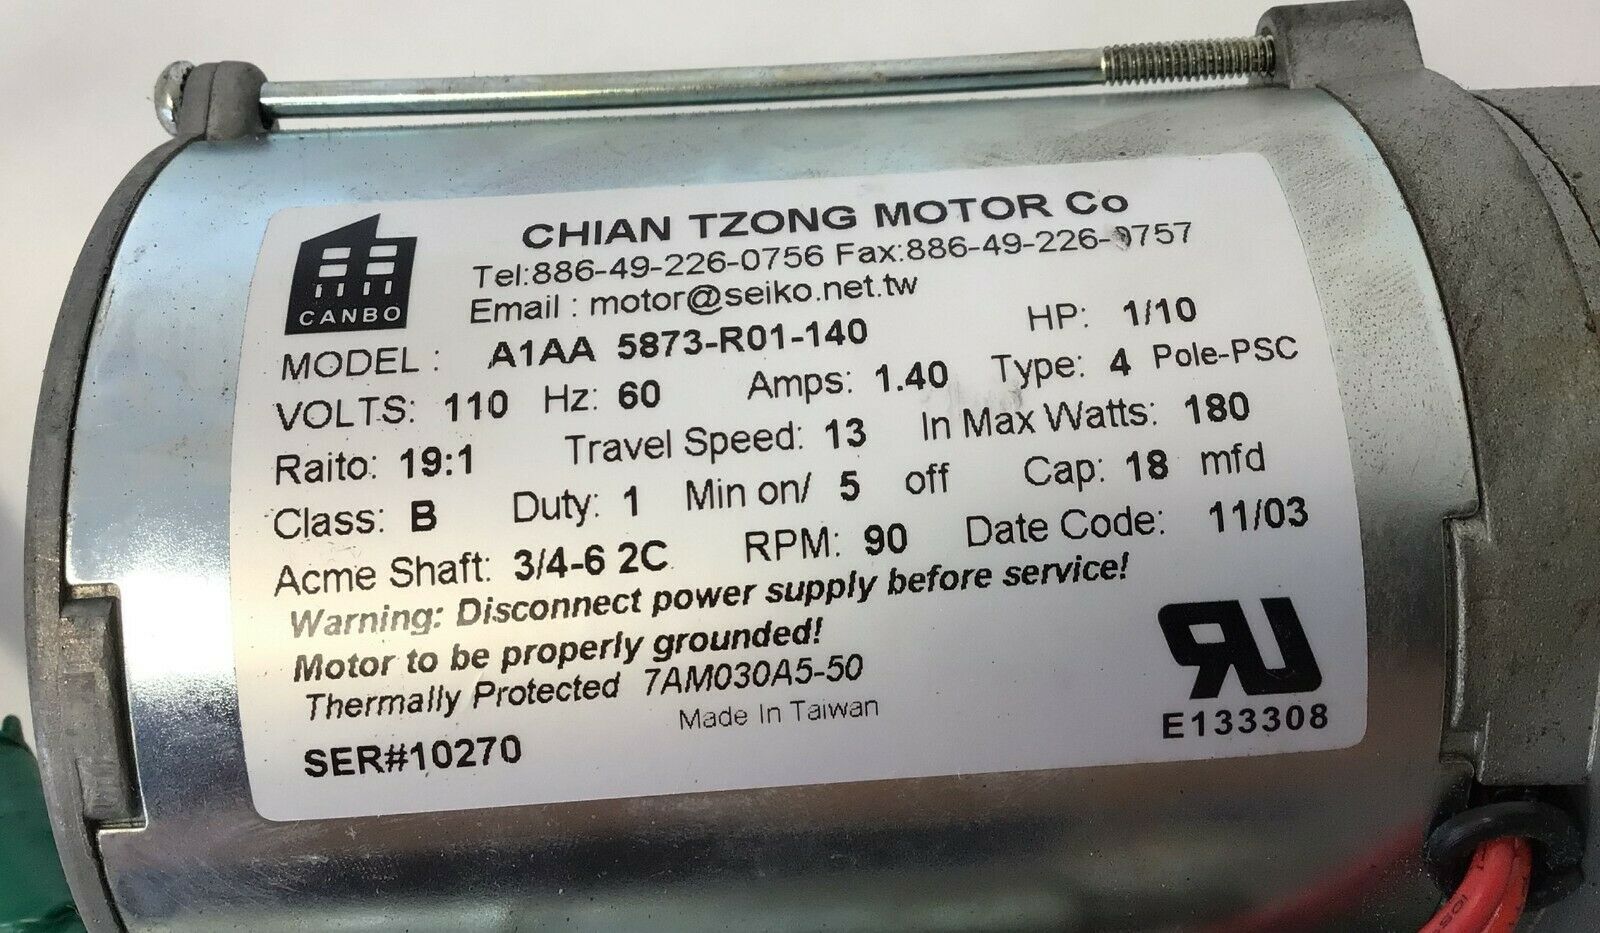 CANBO
CHIAN TZONG MOTOR Co
Tel:886-49-226-0756 Fax:886-49-226-0757
Email : motor@seiko.net.tw
MODEL : A1AA 5873-R01-140 HP: 1/10
VOLTS: 110 Hz: 60 Amps: 1.40 Type: 4 Pole-PSC
Raito: 19:1 Travel Speed: 13 In Max Watts: 180
Class: B Duty: 1 Min on/ 5 off Cap: 18 mfd
Acme Shaft: 3/4-6 2C RPM: 90 Date Code: 11/03
Warning: Disconnect power supply before service!
Motor to be properly grounded!
Thermally Protected 7AM030A5-50
Made In Taiwan
SER#10270
E133308